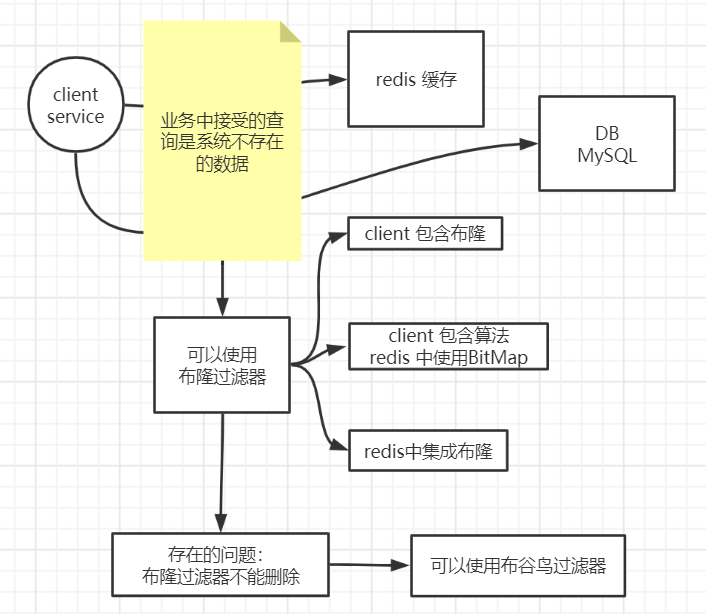 client
service
业务中接受的查
询是系统不存在
的数据
redis 缓存
DB
MySQL
client 包含布隆
可以使用
布隆过滤器
client 包含算法
redis 中使用BitMap
redis中集成布隆
存在的问题：
布隆过滤器不能删除
可以使用布谷鸟过滤器